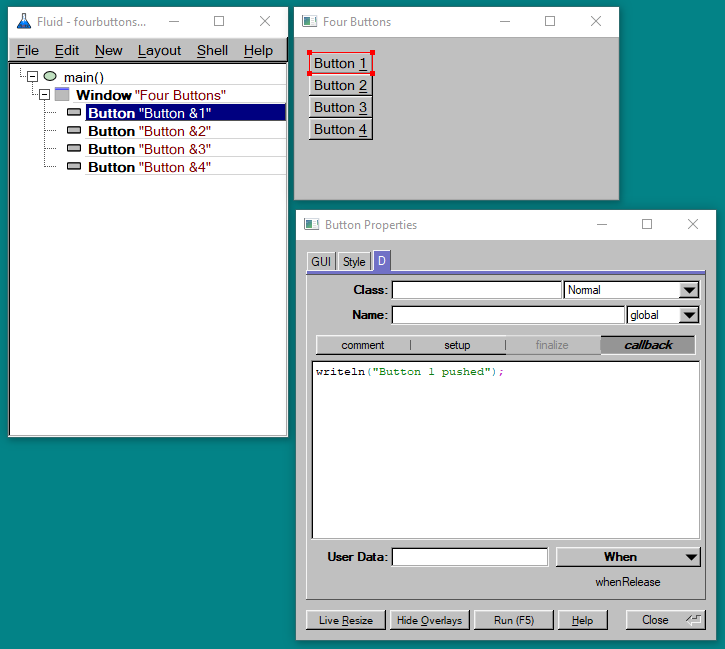 Fluid - fourbuttons...
File Edit New Layout Shell Help
main()
Window "Four Buttons"
Button "Button &1"
Button "Button &2"
Button "Button &3"
Button "Button &4"
Four Buttons
Button 1
Button 2
Button 3
Button 4
Button Properties
GUI Style D
Class: Normal
Name: global
comment setup finalize callback
writeln("Button 1 pushed");
User Data: When
whenRelease
Live Resize Hide Overlays Run (F5) Help Close